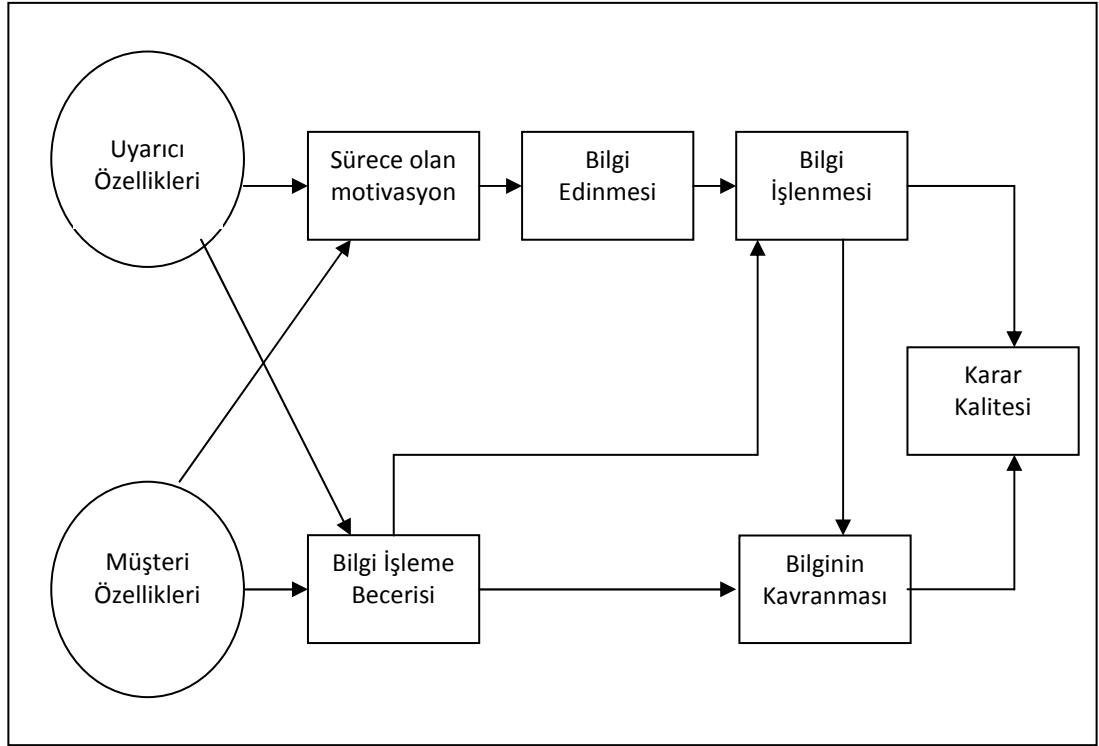 Uyarıcı
Özellikleri
Sürece olan
motivasyon
Bilgi
Edinmesi
Bilgi
İşlenmesi
Karar
Kalitesi
Müşteri
Özellikleri
Bilgi İşleme
Becerisi
Bilginin
Kavranması